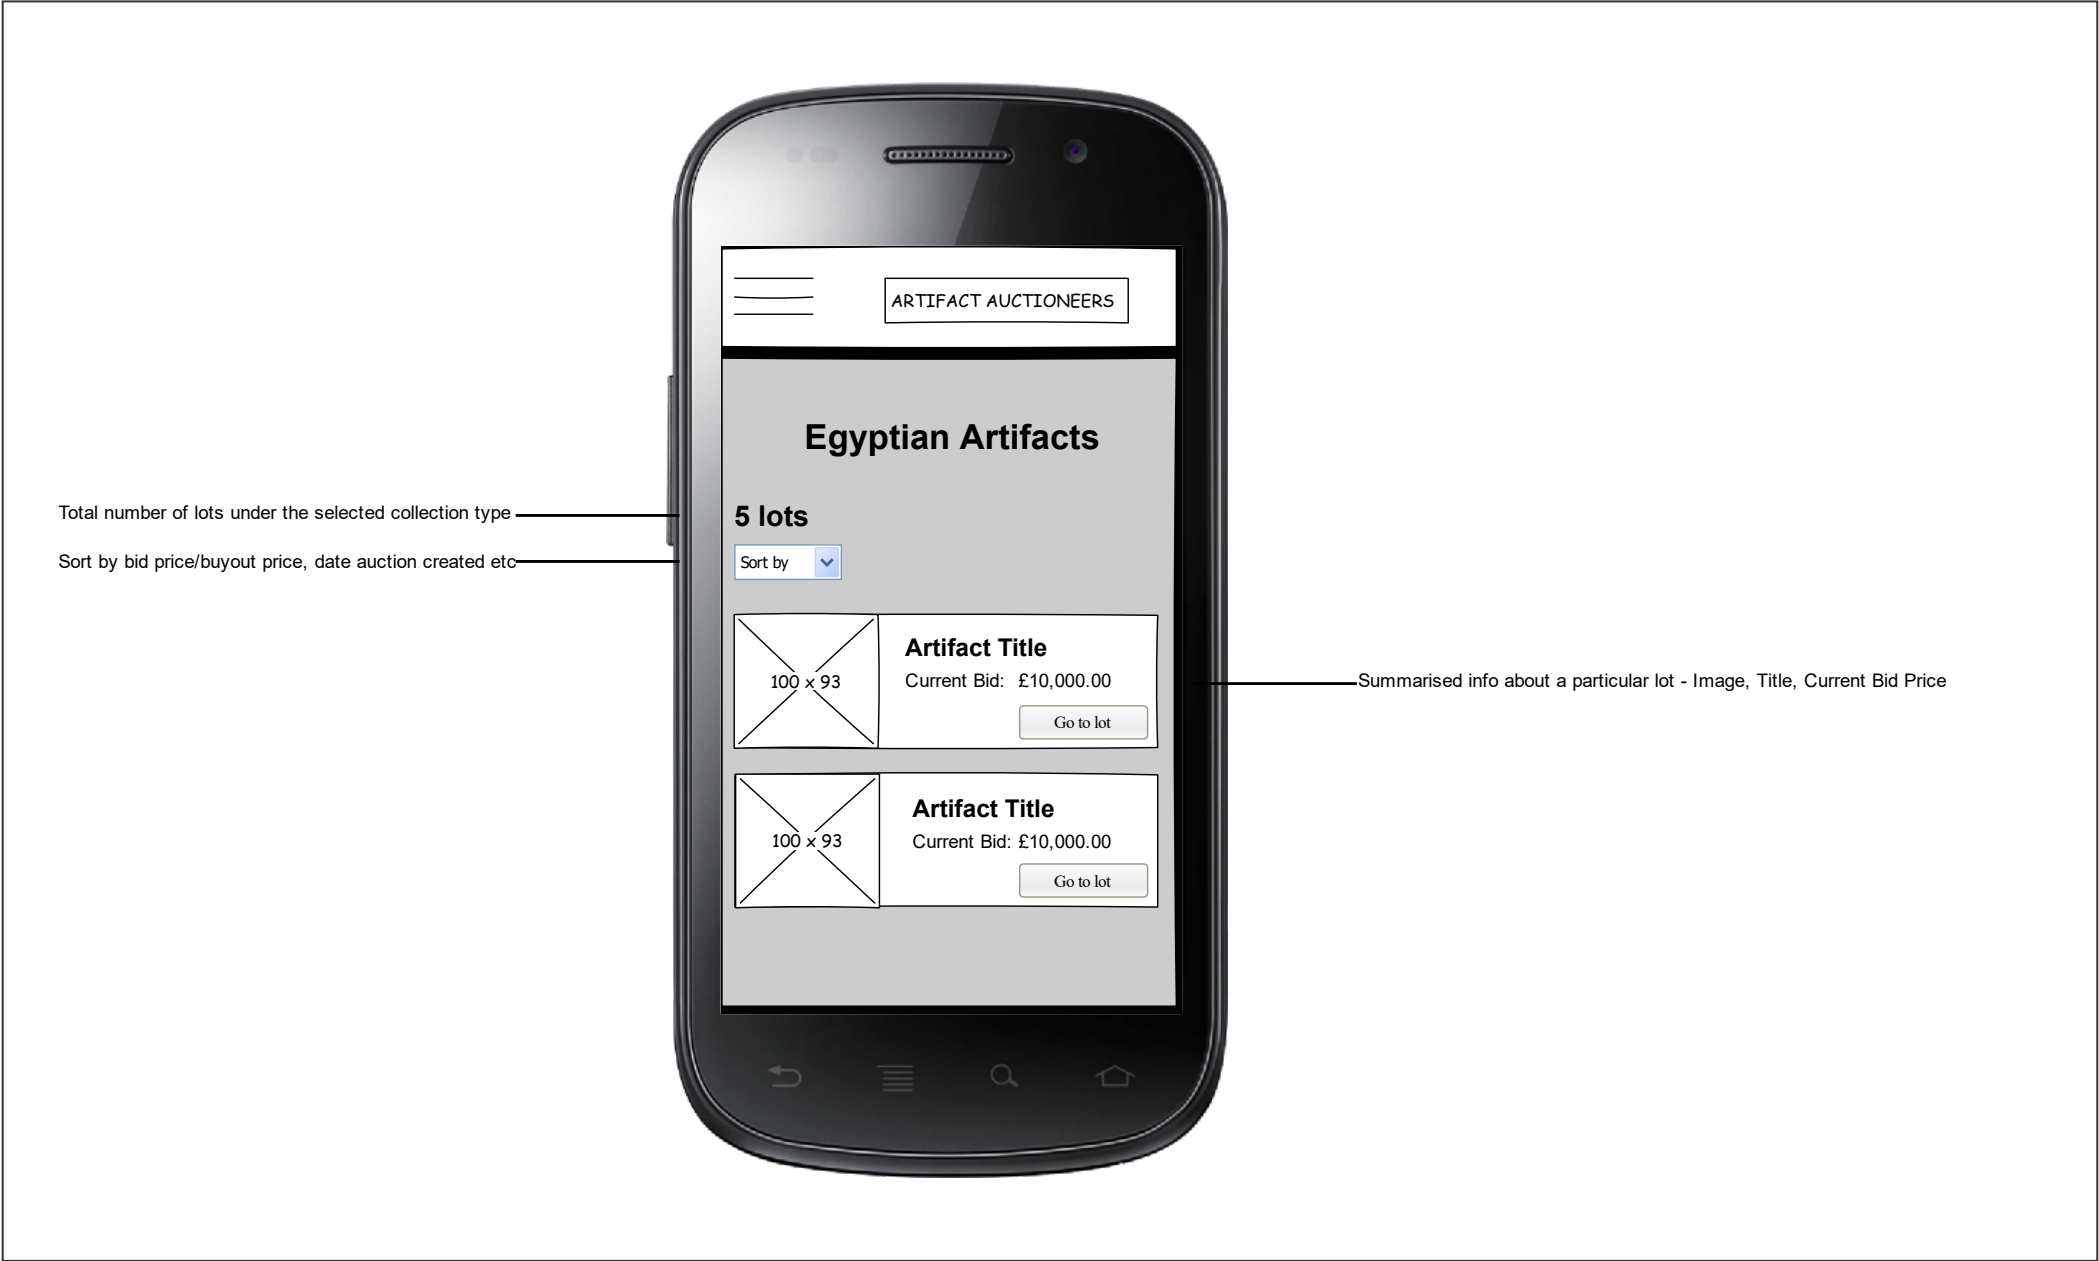 ARTIFACT AUCTIONEERS
Egyptian Artifacts
Total number of lots under the selected collection type
5 lots
Sort by bid price/buyout price, date auction created etc
Sort by
100 x 93
Artifact Title
Current Bid: £10,000.00
Go to lot
Summarised info about a particular lot - Image, Title, Current Bid Price
100 x 93
Artifact Title
Current Bid: £10,000.00
Go to lot